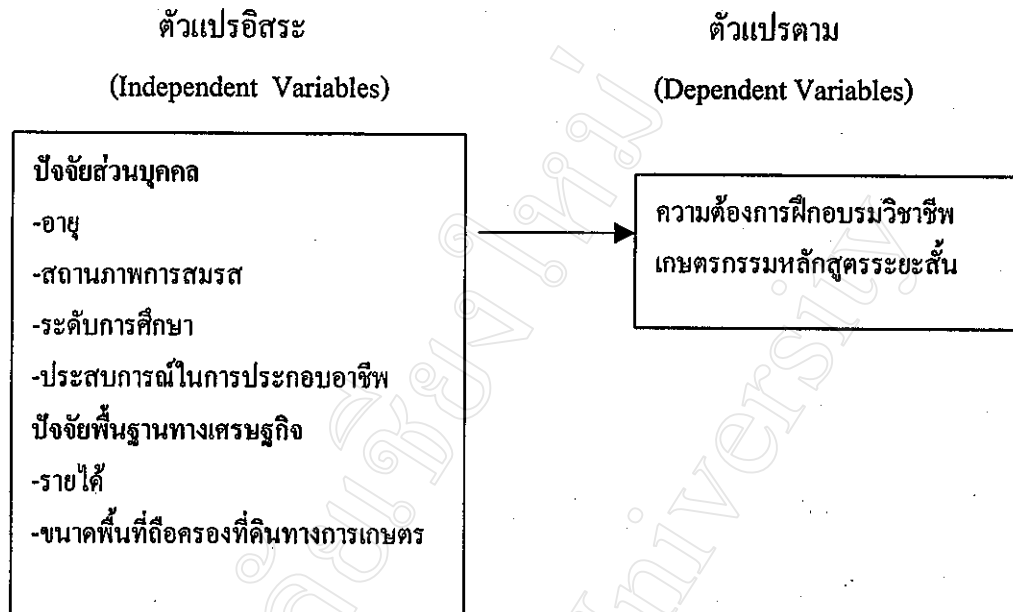 ตัวแปรอิสระ
(Independent Variables)
ปัจจัยส่วนบุคคล
-อายุ
-สถานภาพการสมรส
-ระดับการศึกษา
-ประสบการณ์ในการประกอบอาชีพ
ปัจจัยพื้นฐานทางเศรษฐกิจ
-รายได้
-ขนาดพื้นที่ถือครองที่ดินทางการเกษตร
ตัวแปรตาม
(Dependent Variables)
ความต้องการฝึกอบรมวิชาชีพ
เกษตรกรรมหลักสูตรระยะสั้น
University